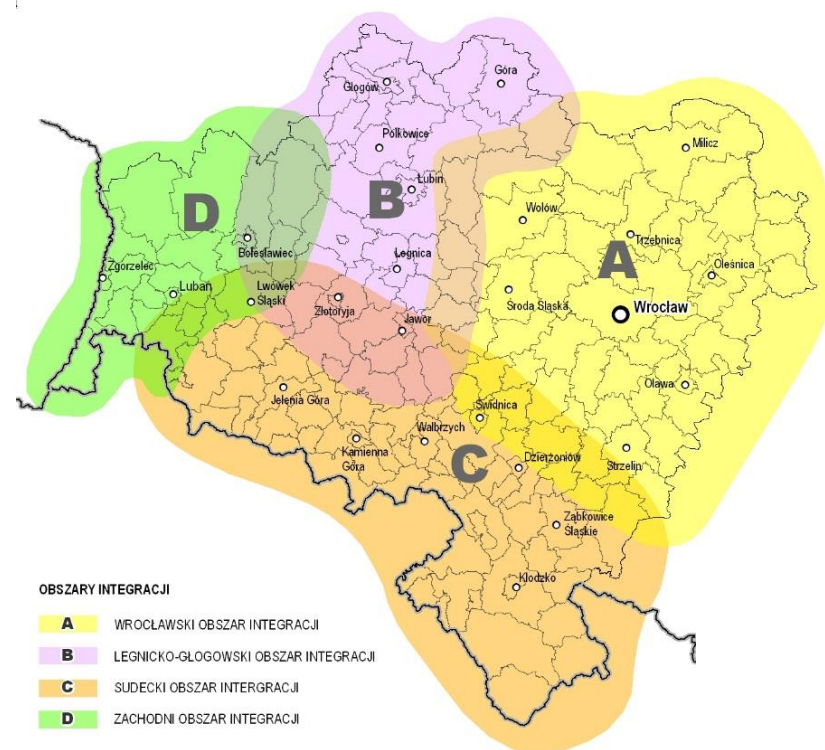 Góra
Głogów
Polkowice
Milicz
Lubin
B
D
Wołów
Trzebnica
Bolesławiec
A
Legnica
Oleśnica
Zgorzelec
Lubań
Lwówek
Śląski
Złotoryja
Środa Śląska
Wrocław
Jawor
Jelenia Góra
Oława
Świdnica
Wałbrzych
Kamienna
Góra
C
Dzierżoniów
Strzelin
Ząbkowice
Śląskie
Kłodzko
OBSZARY INTEGRACJI
A WROCŁAWSKI OBSZAR INTEGRACJI
B LEGNICKO-GŁOGOWSKI OBSZAR INTEGRACJI
C SUDECKI OBSZAR INTERGRACJI
D ZACHODNI OBSZAR INTEGRACJI